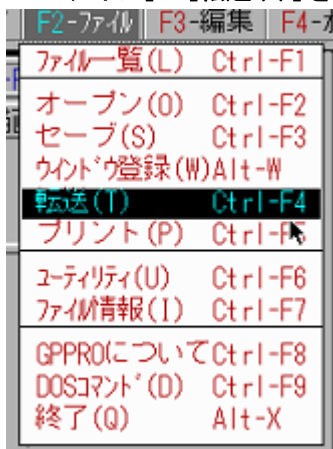 F2-ファイル F3-編集 F4-
ファイル一覧(L) Ctrl-F1
オープン(O) Ctrl-F2
セーブ(S) Ctrl-F3
ウインドウ登録(W)Alt-W
転送(T) Ctrl-F4
プリント(P) Ctrl-F5
ユーティリティ(U) Ctrl-F6
ファイル情報(I) Ctrl-F7
GPPROについてCtrl-F8
DOSコマンド(D) Ctrl-F9
終了(Q) Alt-X